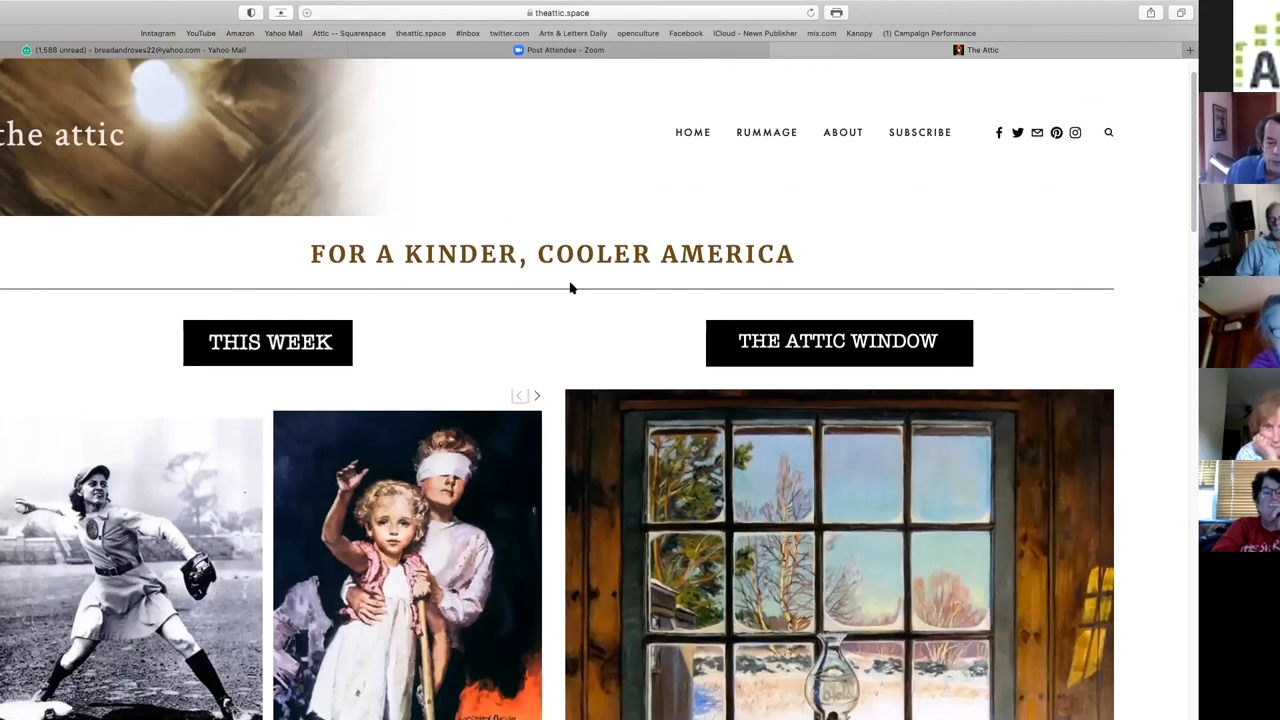 theattic.space
Instagram YouTube Amazon Yahoo Mail Attic -- Squarespace theattic.space #inbox twitter.com Arts & Letters Daily openculture Facebook iCloud - News Publisher mix.com Kanopy (1) Campaign Performance
(1,588 unread) - breadandroses22@yahoo.com - Yahoo Mail Post Attendee - Zoom The Attic
the attic
HOME RUMMAGE ABOUT SUBSCRIBE
FOR A KINDER, COOLER AMERICA
THIS WEEK THE ATTIC WINDOW
A